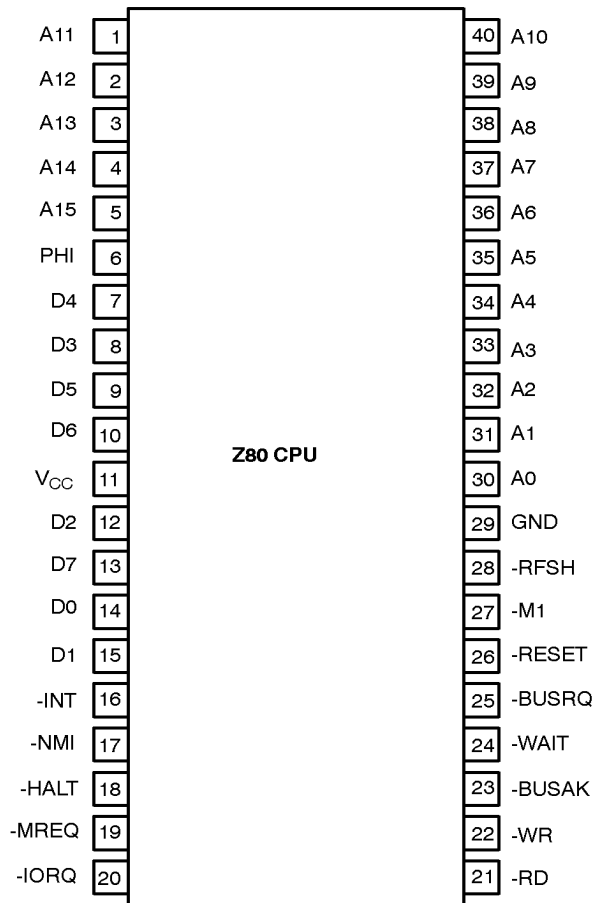 A11 1 40 A10
A12 2 39 A9
A13 3 38 A8
A14 4 37 A7
A15 5 36 A6
PHI 6 35 A5
D4 7 34 A4
D3 8 33 A3
D5 9 32 A2
D6 10 31 A1
Z80 CPU
VCC 11 30 A0
D2 12 29 GND
D7 13 28 -RFSH
D0 14 27 -M1
D1 15 26 -RESET
-INT 16 25 -BUSRQ
-NMI 17 24 -WAIT
-HALT 18 23 -BUSAK
-MREQ 19 22 -WR
-IORQ 20 21 -RD